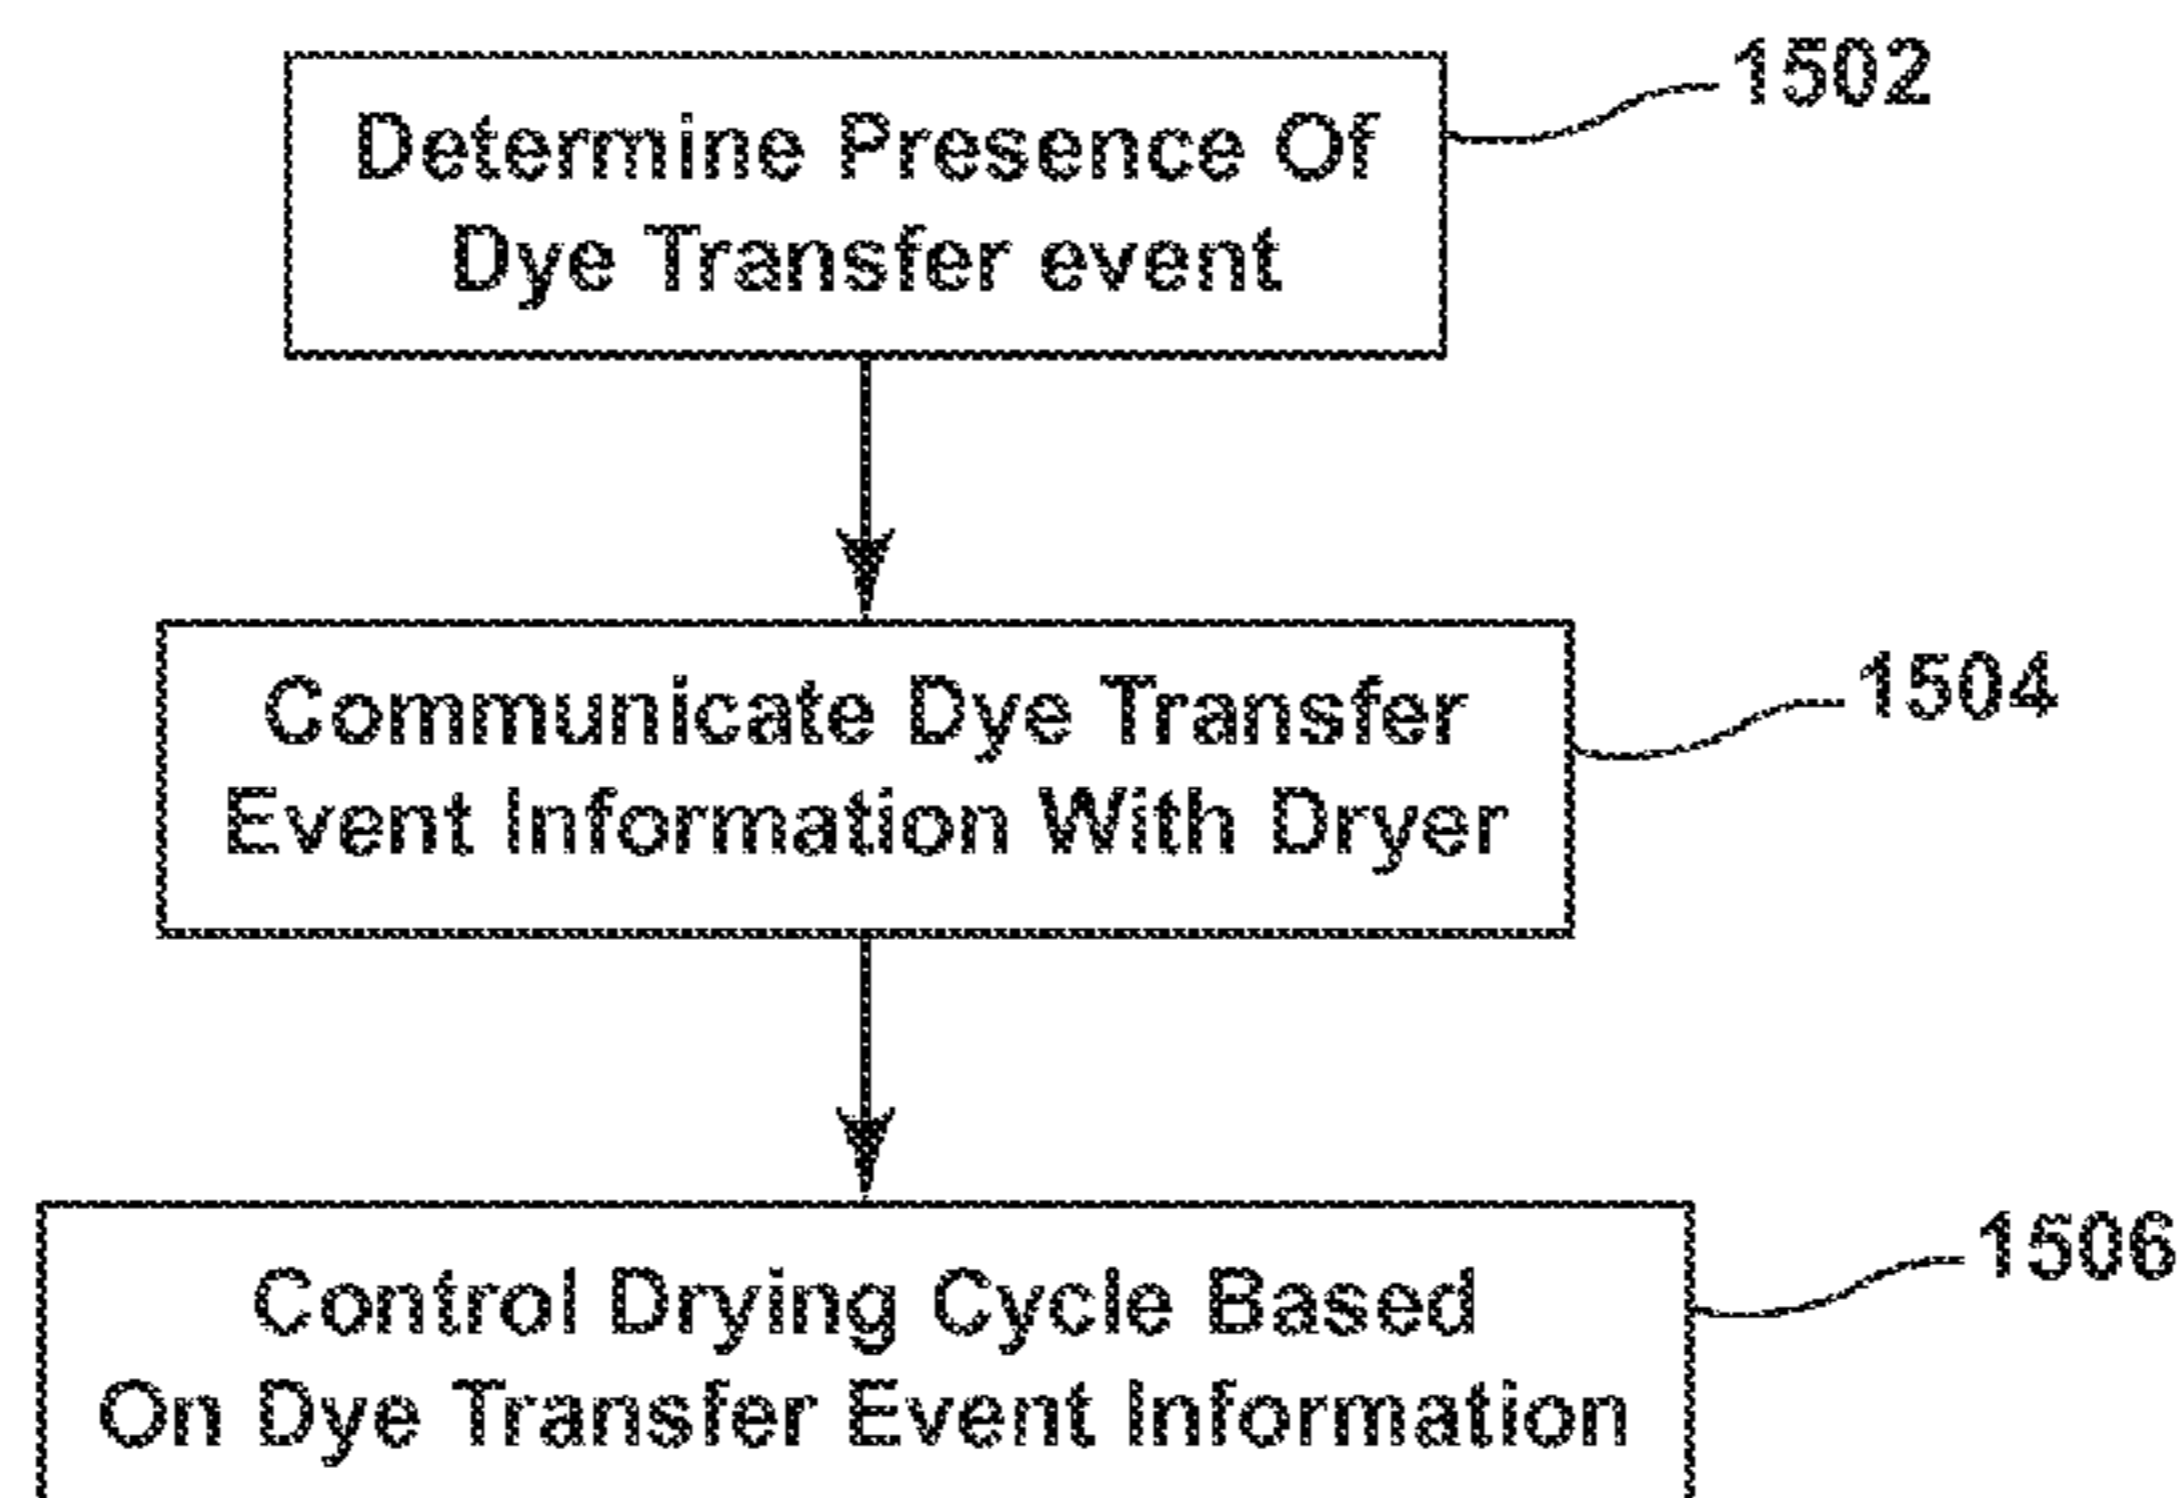 1502
Determine Presence Of
Dye Transfer event
1504
Communicate Dye Transfer
Event Information With Dryer
1506
Control Drying Cycle Based
On Dye Transfer Event Information